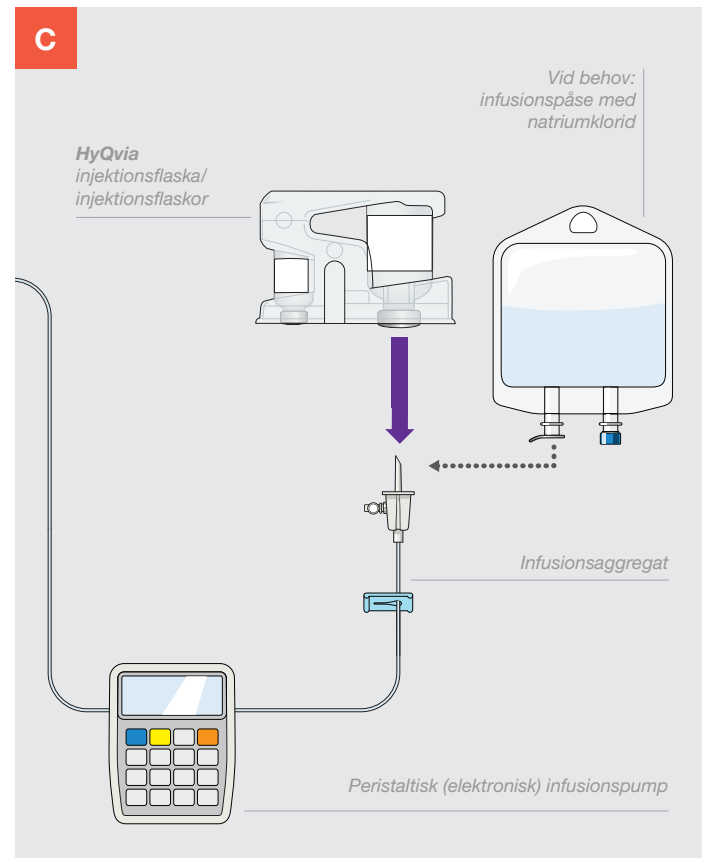 C
Vid behov:
infusionspåse med
natriumklorid
HyQvia
injektionsflaska/
injektionsflaskor
Infusionsaggregat
Peristaltisk (elektronisk) infusionspump